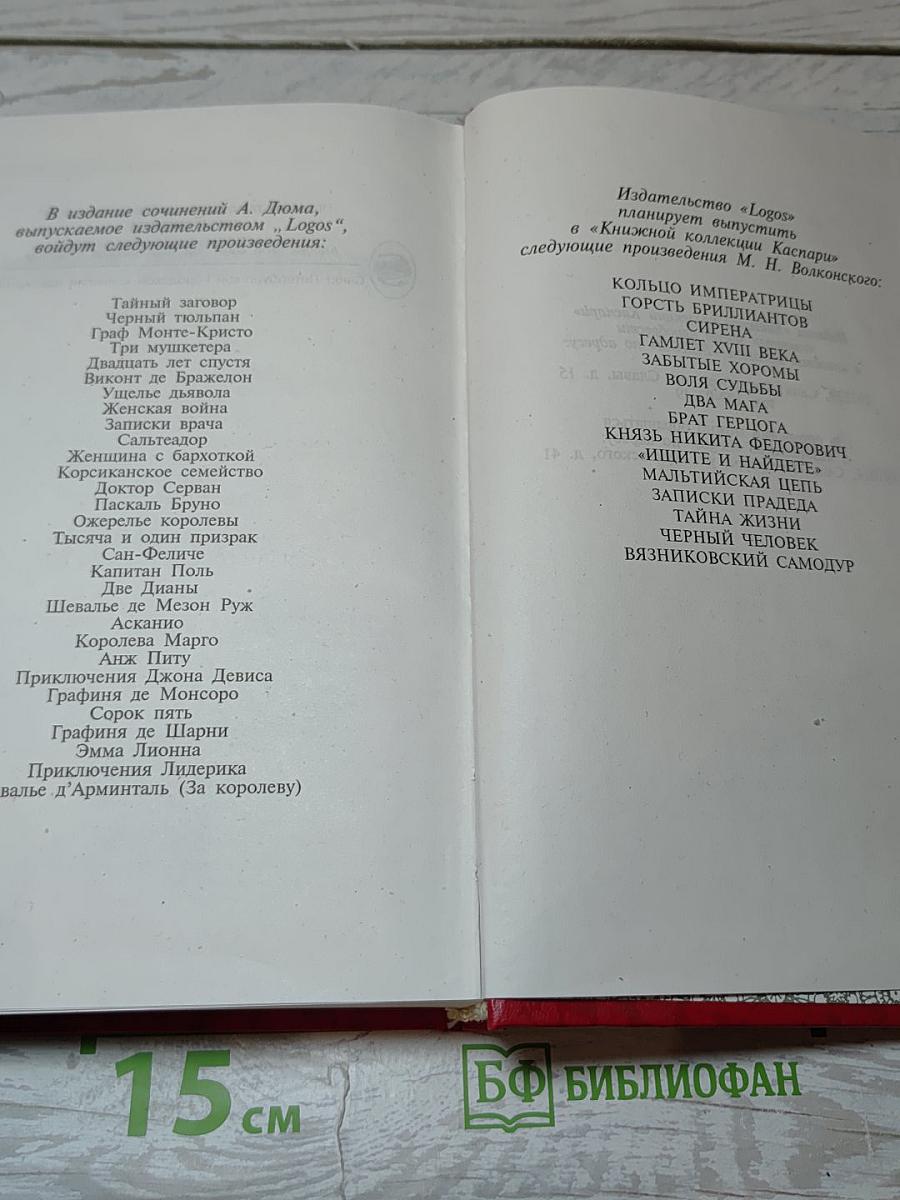 В издание сочинений А. Дюма,
выпускаемое издательством „Logos“,
войдут следующие произведения:
Тайный заговор
Черный тюльпан
Граф Монте-Кристо
Три мушкетера
Двадцать лет спустя
Виконт де Бражелон
Ущелье дьявола
Женская война
Записки врача
Сальтеадор
Женщина с бархоткой
Корсиканское семейство
Доктор Серван
Паскаль Бруно
Ожерелье королевы
Тысяча и один призрак
Сан-Феличе
Капитан Поль
Две Дианы
Шевалье де Мезон Руж
Асканио
Королева Марго
Анж Питу
Приключения Джона Девиса
Графиня де Монсоро
Сорок пять
Графиня де Шарни
Эмма Лионна
Приключения Лидерика
валье д’Арминталь (За королеву)
Издательство «Logos»
планирует выпустить
в «Книжной коллекции Каспари»
следующие произведения М. Н. Волконского:
КОЛЬЦО ИМПЕРАТРИЦЫ
ГОРСТЬ БРИЛЛИАНТОВ
СИРЕНА
ГАМЛЕТ XVIII ВЕКА
ЗАБЫТЫЕ ХОРОМЫ
ВОЛЯ СУДЬБЫ
ДВА МАГА
БРАТ ГЕРЦОГА
КНЯЗЬ НИКИТА ФЕДОРОВИЧ
«ИЩИТЕ И НАЙДЕТЕ»
МАЛЬТИЙСКАЯ ЦЕПЬ
ЗАПИСКИ ПРАДЕДА
ТАЙНА ЖИЗНИ
ЧЕРНЫЙ ЧЕЛОВЕК
ВЯЗНИКОВСКИЙ САМОДУР
15 см
БФ БИБЛИОФАН